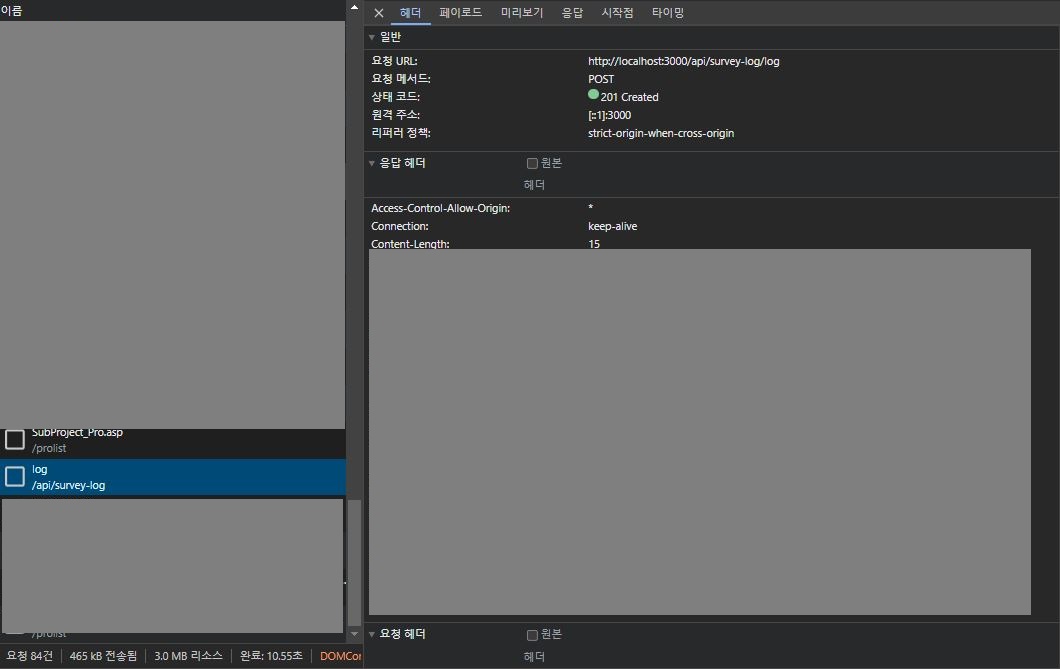 이름
SubProject_Pro.asp
/prolist
log
/api/survey-log
/prolist
요청 84건 465 kB 전송됨 3.0 MB 리소스 완료: 10.55초
헤더 페이로드 미리보기 응답 시작점 타이밍
일반
요청 URL: http://localhost:3000/api/survey-log/log
요청 메서드: POST
상태 코드: 201 Created
원격 주소: [::1]:3000
리퍼러 정책: strict-origin-when-cross-origin
응답 헤더 원본
헤더
Access-Control-Allow-Origin: *
Connection: keep-alive
Content-Length: 15
요청 헤더 원본
헤더